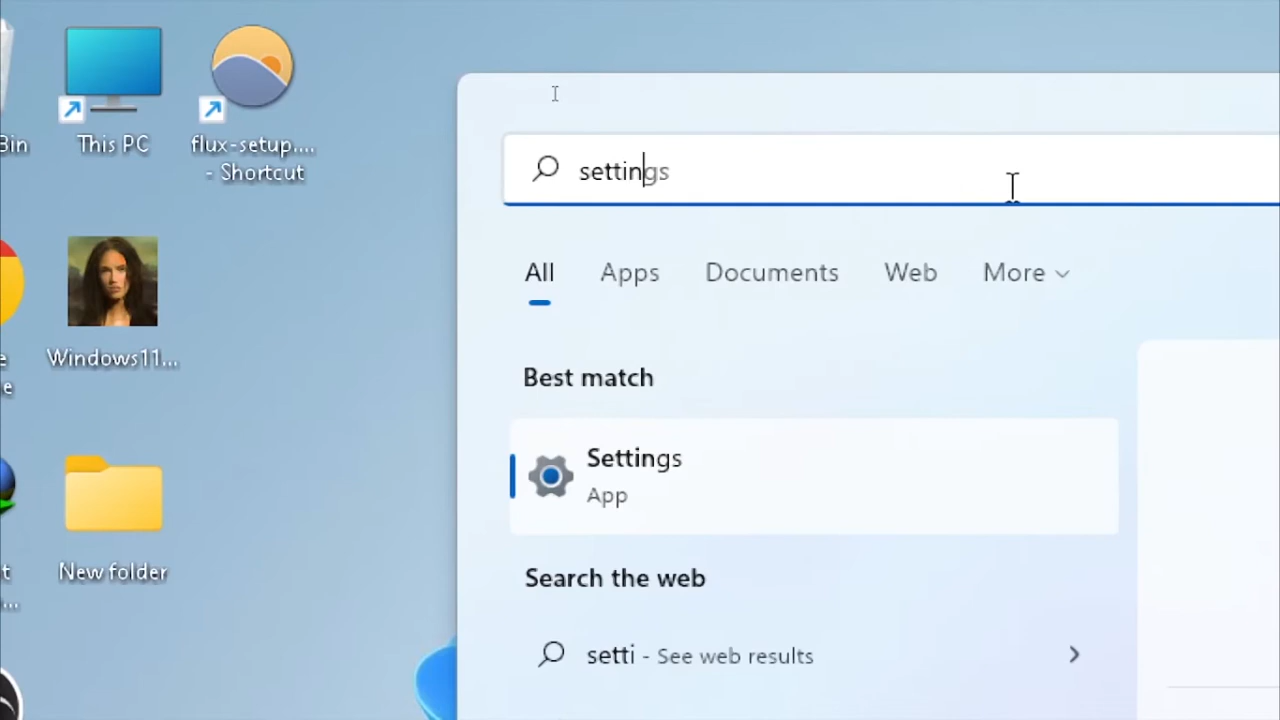 Bin
This PC
flux-setup....
- Shortcut
settings
All
Apps
Documents
Web
More
Best match
Windows11...
e
e
Settings
App
New folder
t
...
Search the web
setti - See web results